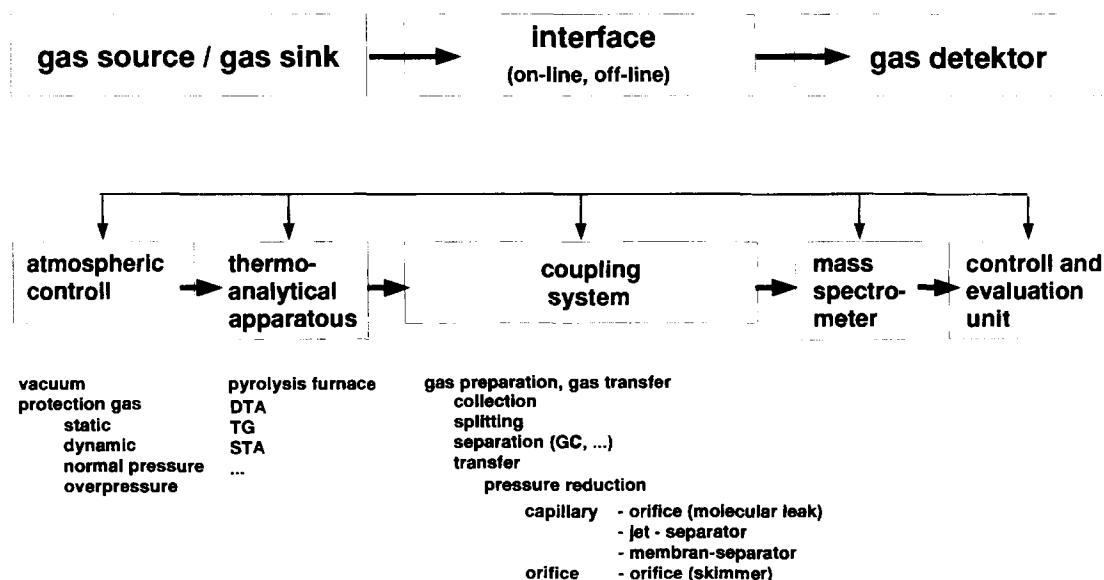 gas source / gas sink
interface
(on-line, off-line)
gas detektor
atmospheric
controll
thermo-
analytical
apparatous
coupling
system
mass
spectro-
meter
controll and
evaluation
unit
vacuum
protection gas
static
dynamic
normal pressure
overpressure
pyrolysis furnace
DTA
TG
STA
...
gas preparation, gas transfer
collection
splitting
separation (GC, ...)
transfer
pressure reduction
capillary - orifice (molecular leak)
- jet - separator
- membran-separator
orifice - orifice (skimmer)